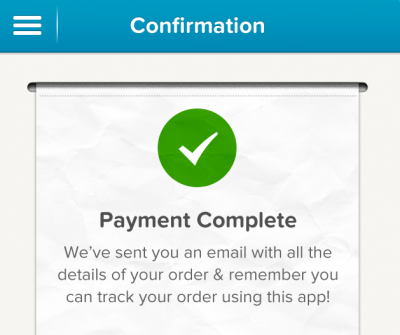 Confirmation
Payment Complete
We've sent you an email with all the
details of your order & remember you
can track your order using this app!